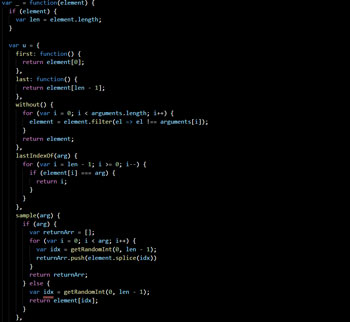 var _ = function(element) {
if (element) {
var len = element.length;
}
var u = {
first: function() {
return element[0];
},
last: function() {
return element[len - 1];
},
without() {
for (var i = 0; i < arguments.length; i++) {
element = element.filter(el => el !== arguments[i]);
}
return element;
},
lastIndexOf(arg) {
for (var i = len - 1; i >= 0; i--) {
if (element[i] === arg) {
return i;
}
}
},
sample(arg) {
if (arg) {
var returnArr = [];
for (var i = 0; i < arg; i++) {
var idx = getRandomInt(0, len - 1);
returnArr.push(element.splice(idx))
}
return returnArr;
} else {
var idx = getRandomInt(0, len - 1);
return element[idx];
}
},